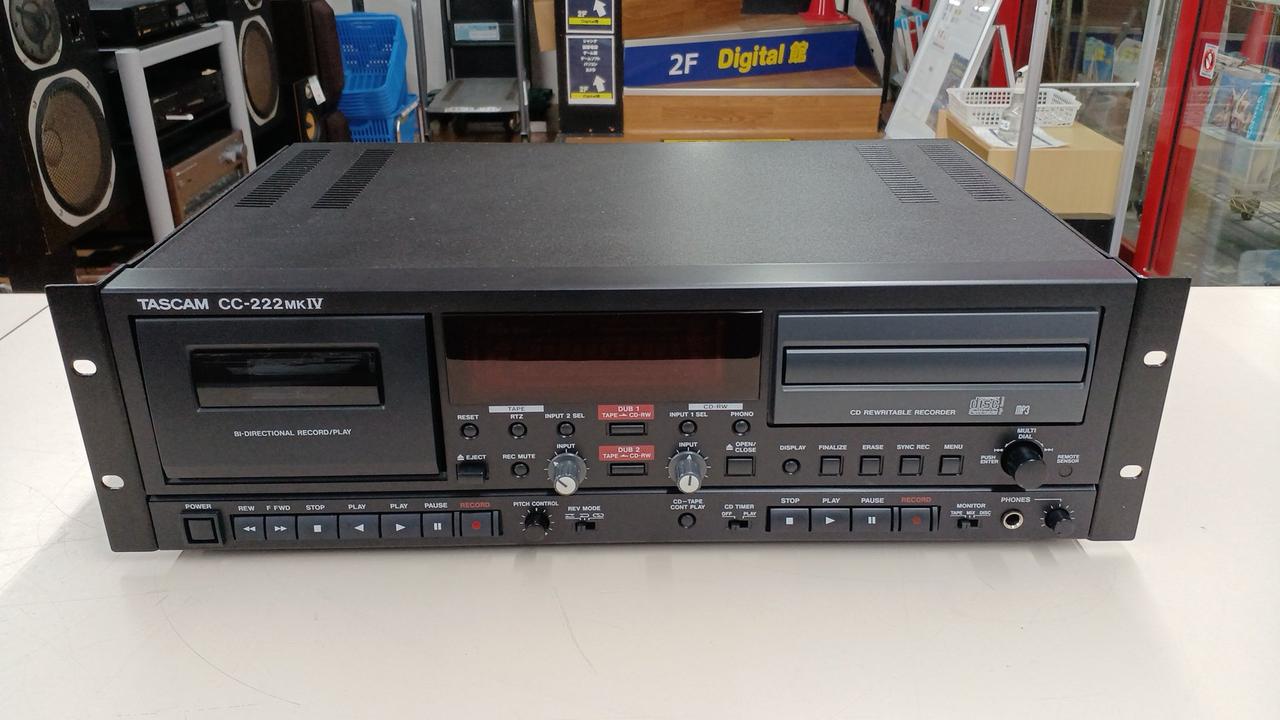 2F Digital 館
TASCAM CC-222MKIV
BI-DIRECTIONAL RECORD/PLAY
CD REWRITABLE RECORDER
disc
MP3
TAPE
CD-RW
RESET
RTZ
INPUT 2 SEL
DUB 1
TAPE CD-RW
INPUT 1 SEL
PHONO
EJECT
REC MUTE
INPUT
DUB 2
TAPE CD-RW
INPUT
OPEN/
CLOSE
DISPLAY
FINALIZE
ERASE
SYNC REC
MENU
MULTI
DIAL
PUSH
ENTER
REMOTE
SENSOR
POWER
REW
F FWD
STOP
PLAY
PLAY
PAUSE
RECORD
PITCH CONTROL
REV MODE
CD-TAPE
CONT PLAY
CD TIMER
OFF PLAY
STOP
PLAY
PAUSE
RECORD
MONITOR
TAPE MIX DISC
PHONES